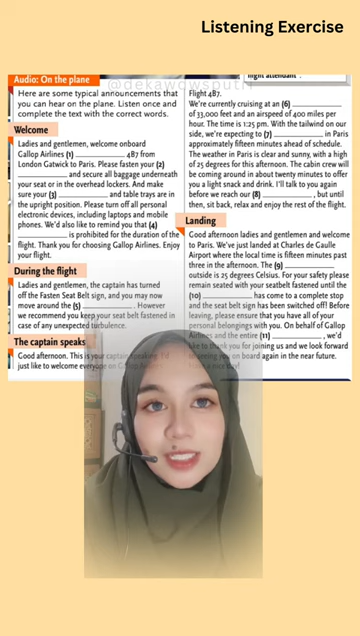 Listening Exercise
Audio: On the plane
@dekawowsputri
Here are some typical announcements that
you can hear on the plane. Listen once and
complete the text with the correct words.
Welcome
Ladies and gentlemen, welcome onboard
Gallop Airlines (1) 487 from
London Gatwick to Paris. Please fasten your (2)
and secure all baggage underneath
your seat or in the overhead lockers. And make
sure your (3) and table trays are in
the upright position. Please turn off all personal
electronic devices, including laptops and mobile
phones. We'd also like to remind you that (4)
is prohibited for the duration of the
flight. Thank you for choosing Gallop Airlines. Enjoy
your flight.
During the flight
Ladies and gentlemen, the captain has turned
off the Fasten Seat Belt sign, and you may now
move around the (5) . However
we recommend you keep your seat belt fastened in
case of any unexpected turbulence.
The captain speaks
Good afternoon. This is your captain speaking. I'd
just like to welcome everyone on Gallop
flight attendant .
Flight 487.
We're currently cruising at an (6)
of 33,000 feet and an airspeed of 400 miles per
hour. The time is 1:25 pm. With the tailwind on our
side, we're expecting to (7) in Paris
approximately fifteen minutes ahead of schedule.
The weather in Paris is clear and sunny, with a high
of 25 degrees for this afternoon. The cabin crew will
be coming around in about twenty minutes to offer
you a light snack and drink. I'll talk to you again
before we reach our (8) , but until
then, sit back, relax and enjoy the rest of the flight.
Landing
Good afternoon ladies and gentlemen and welcome
to Paris. We've just landed at Charles de Gaulle
Airport where the local time is fifteen minutes past
three in the afternoon. The (9)
outside is 25 degrees Celsius. For your safety please
remain seated with your seatbelt fastened until the
(10) has come to a complete stop
and the seat belt sign has been switched off! Before
leaving, please ensure that you have all of your
personal belongings with you. On behalf of Gallop
Airlines and the entire (11) , we'd
like to thank you for joining us and we look forward
to seeing you on board again in the near future.
Have a nice day!